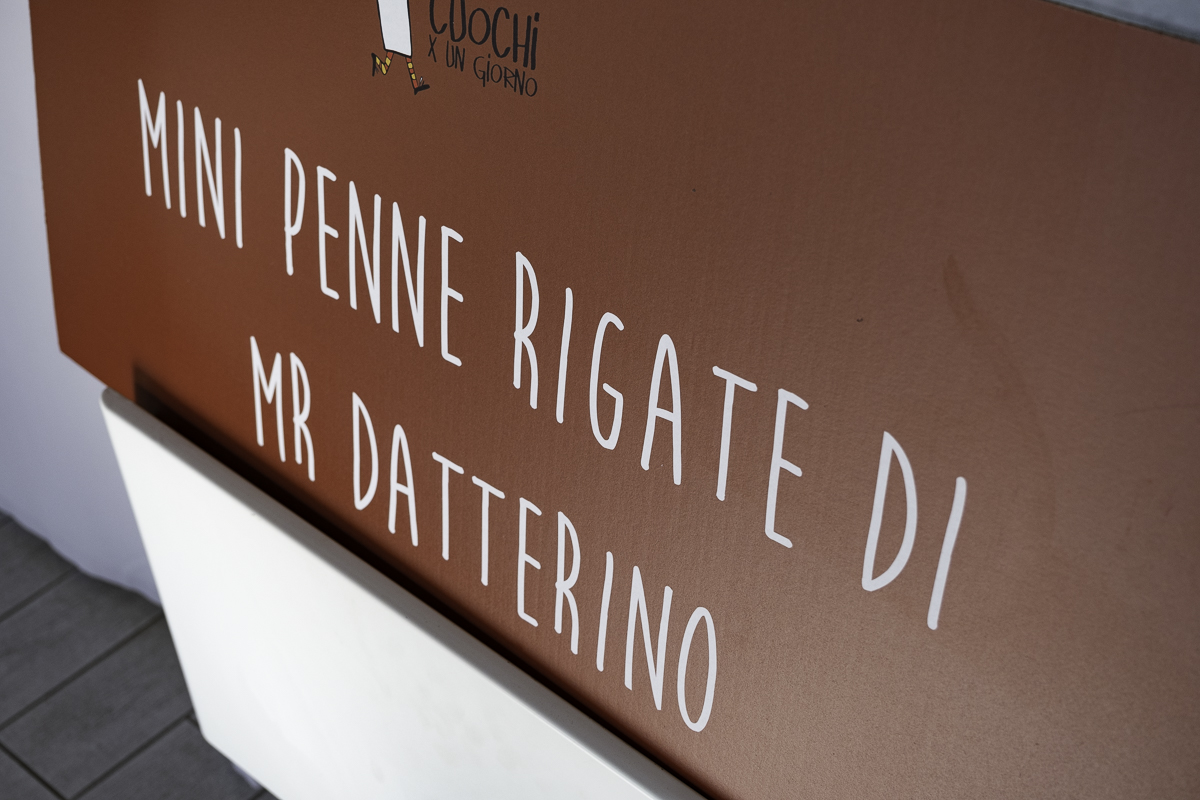 CUOCHi
X UN GiORNO
MINI PENNE RIGATE DI
MR DATTERINO